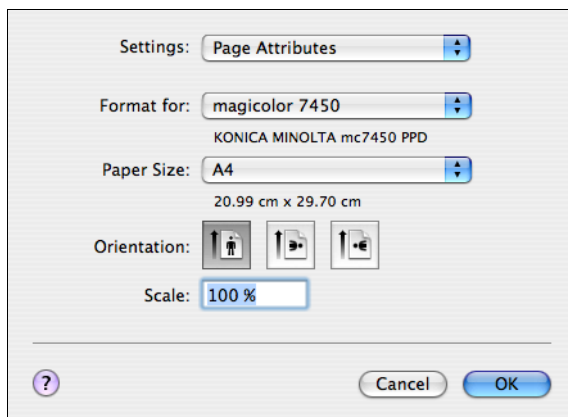 Settings: Page Attributes
Format for: magicolor 7450
KONICA MINOLTA mc7450 PPD
Paper Size: A4
20.99 cm x 29.70 cm
Orientation:
Scale: 100 %
? Cancel OK